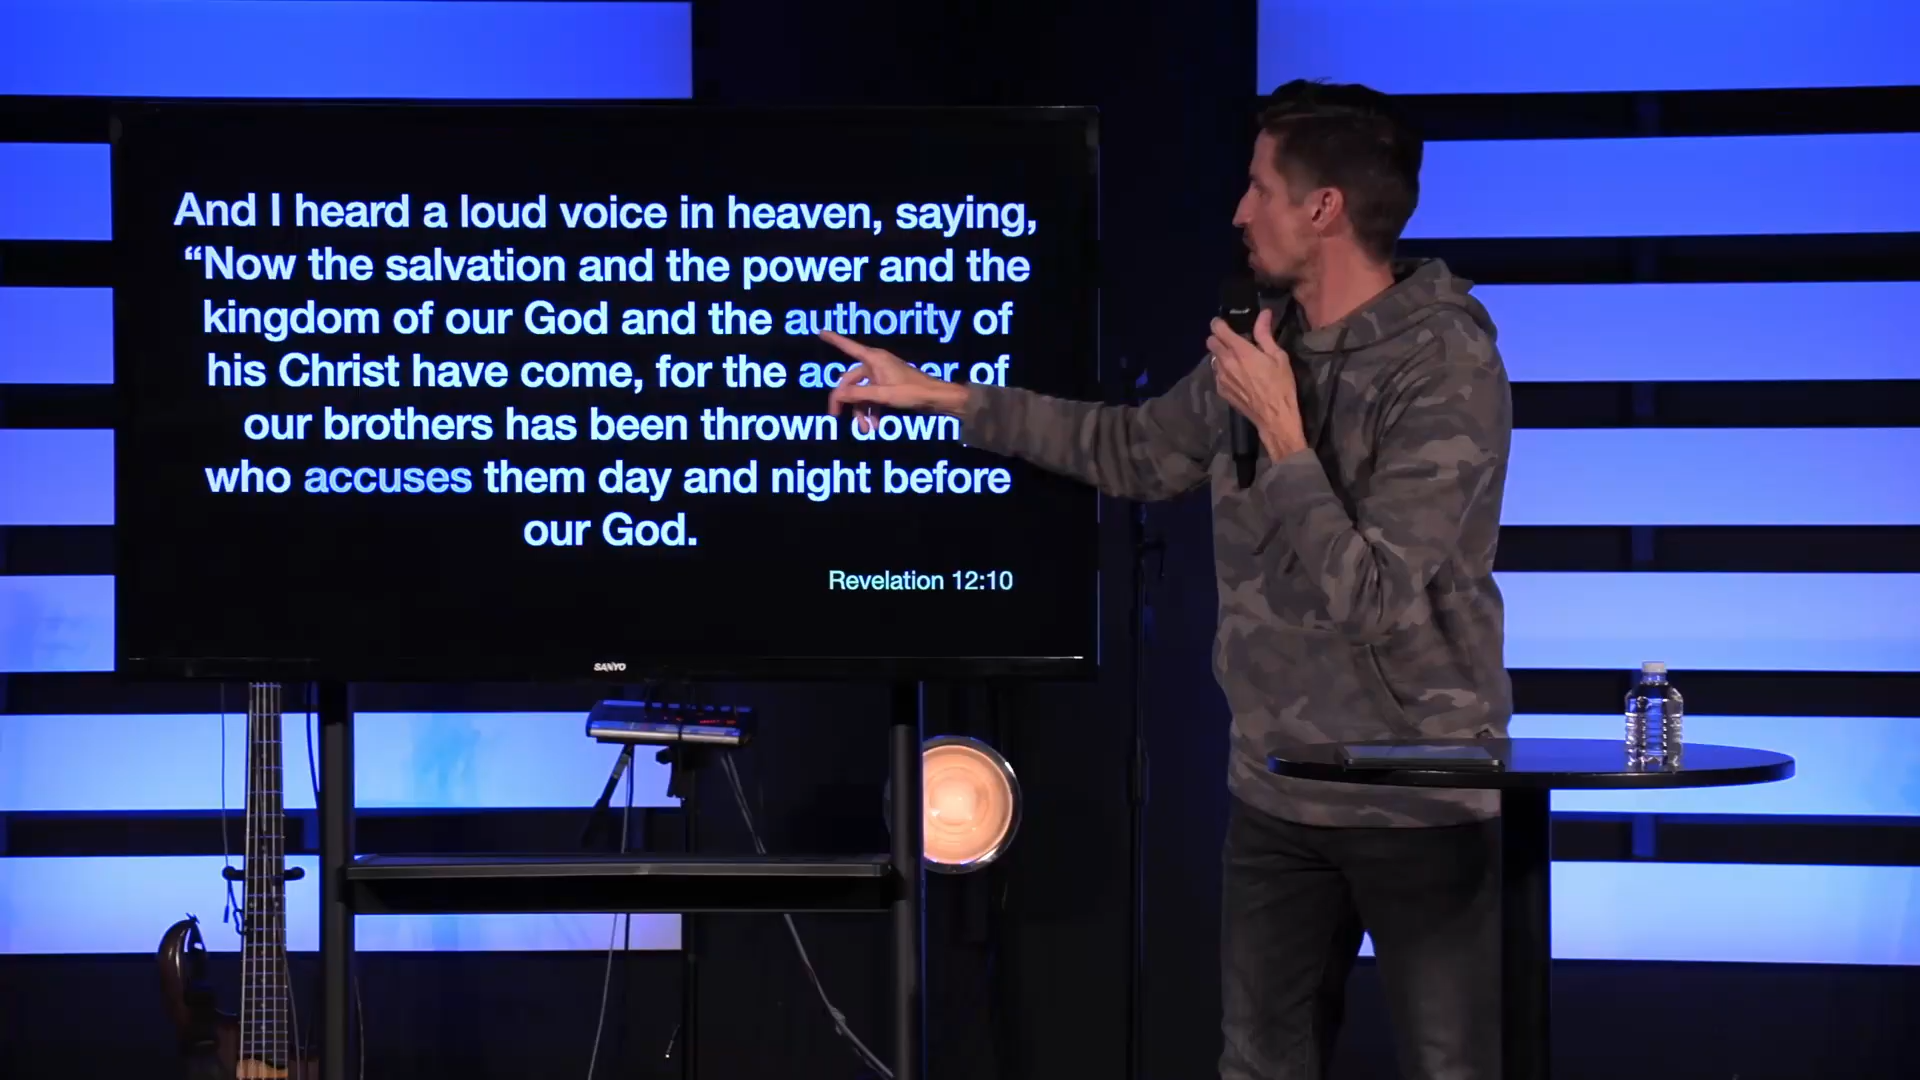 And I heard a loud voice in heaven, saying,
“Now the salvation and the power and the
kingdom of our God and the authority of
his Christ have come, for the of
our brothers has been thrown down,
who accuses them day and night before
our God.
Revelation 12:10
SANYO